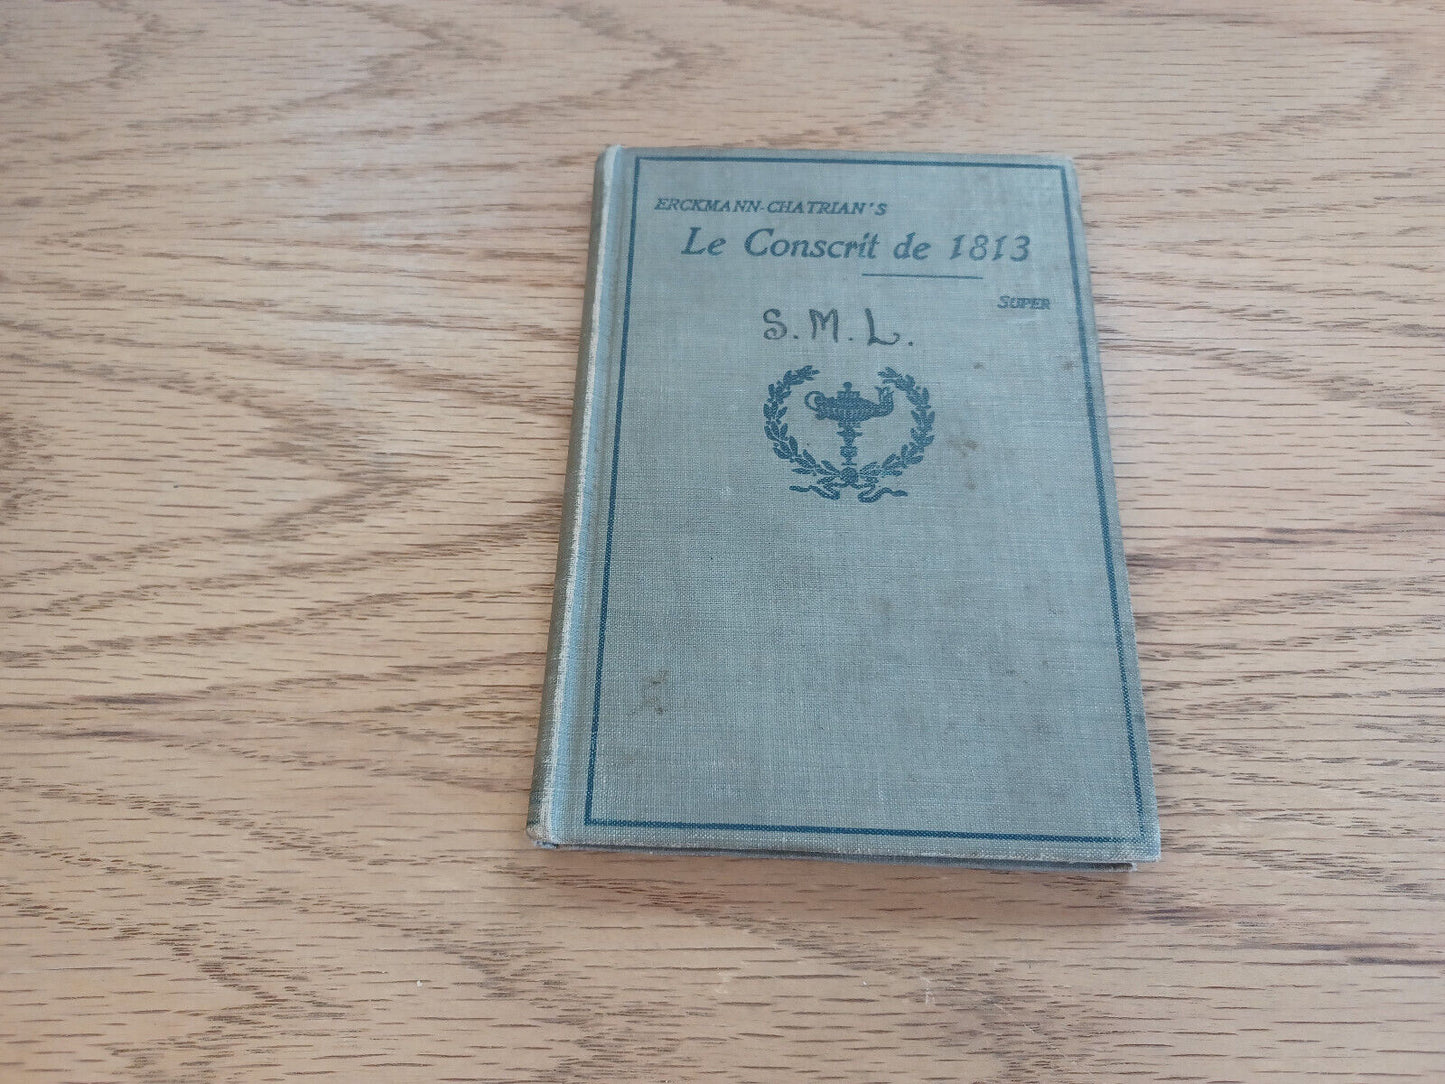 ERCKMANN-CHATRIAN'S
Le Conscrit de 1813
SUPER
S. M. L.